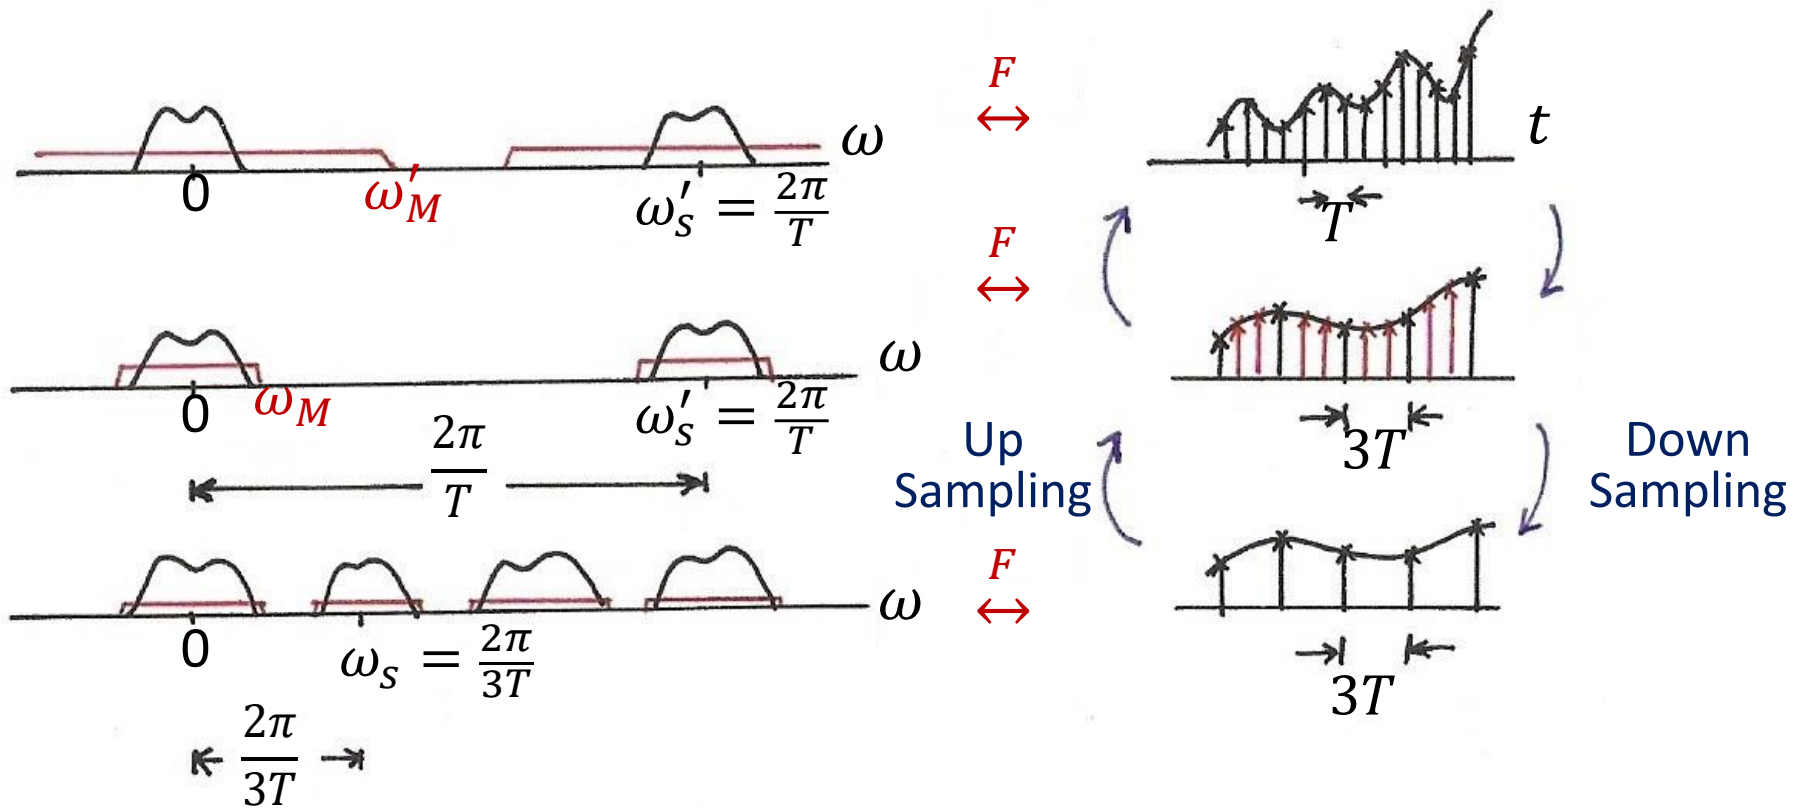 F
ω
t
0
ω′_M
ω′_s = 2π/T
T
F
ω
0
ω_M
ω′_s = 2π/T
3T
2π/T
Up
Sampling
Down
Sampling
F
ω
0
ω_s = 2π/3T
3T
2π/3T